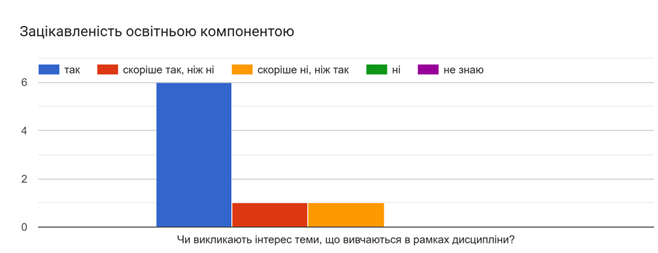 Зацікавленість освітньою компонентою
так скоріше так, ніж ні скоріше ні, ніж так ні не знаю
6
4
2
0
Чи викликають інтерес теми, що вивчаються в рамках дисципліни?